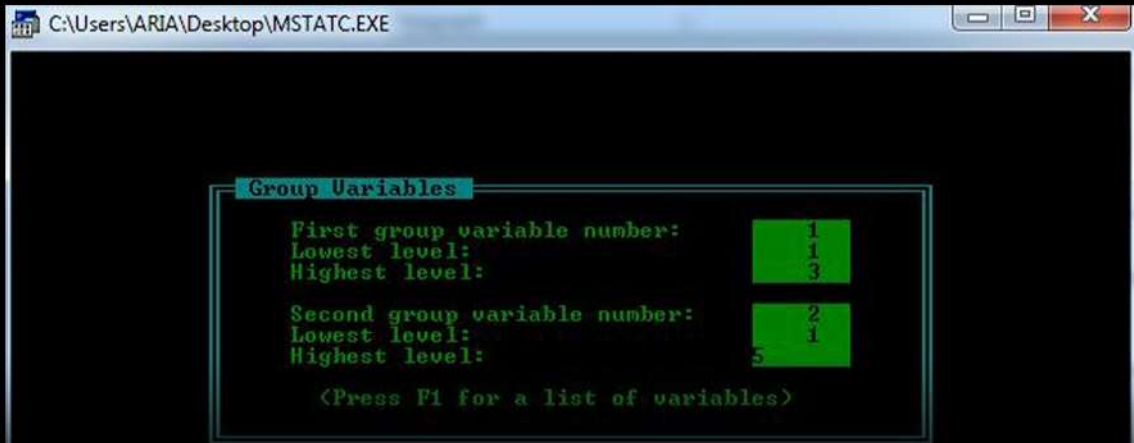 C:\Users\ARIA\Desktop\MSTATC.EXE
Group Variables
First group variable number: 1
Lowest level: 1
Highest level: 3
Second group variable number: 2
Lowest level: 1
Highest level: 5
(Press F1 for a list of variables)